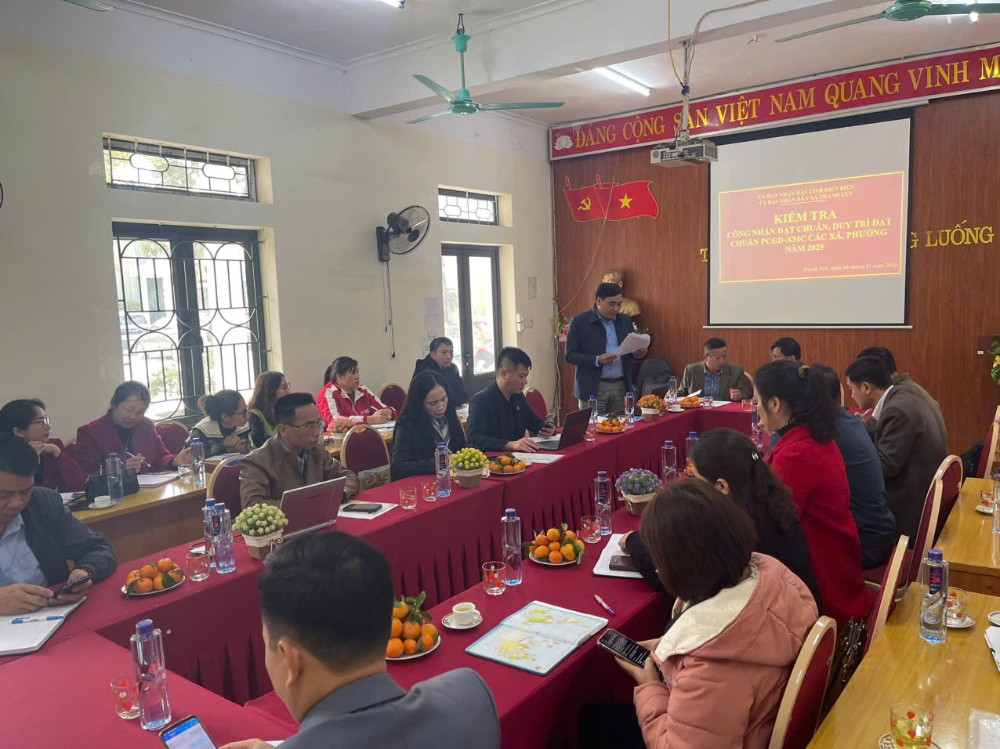 ĐẢNG CỘNG SẢN VIỆT NAM QUANG VINH M
ỦY BAN NHÂN DÂN TỈNH ĐIỆN BIÊN
ỦY BAN NHÂN DÂN XÃ THANH YÊN
KIỂM TRA
CÔNG NHẬN ĐẠT CHUẨN, DUY TRÌ ĐẠT
CHUẨN PCGD-XMC CÁC XÃ, PHƯỜNG
NĂM 2025
Thanh Yên, ngày 06 tháng 01 năm 2026
T
G LUỐNG